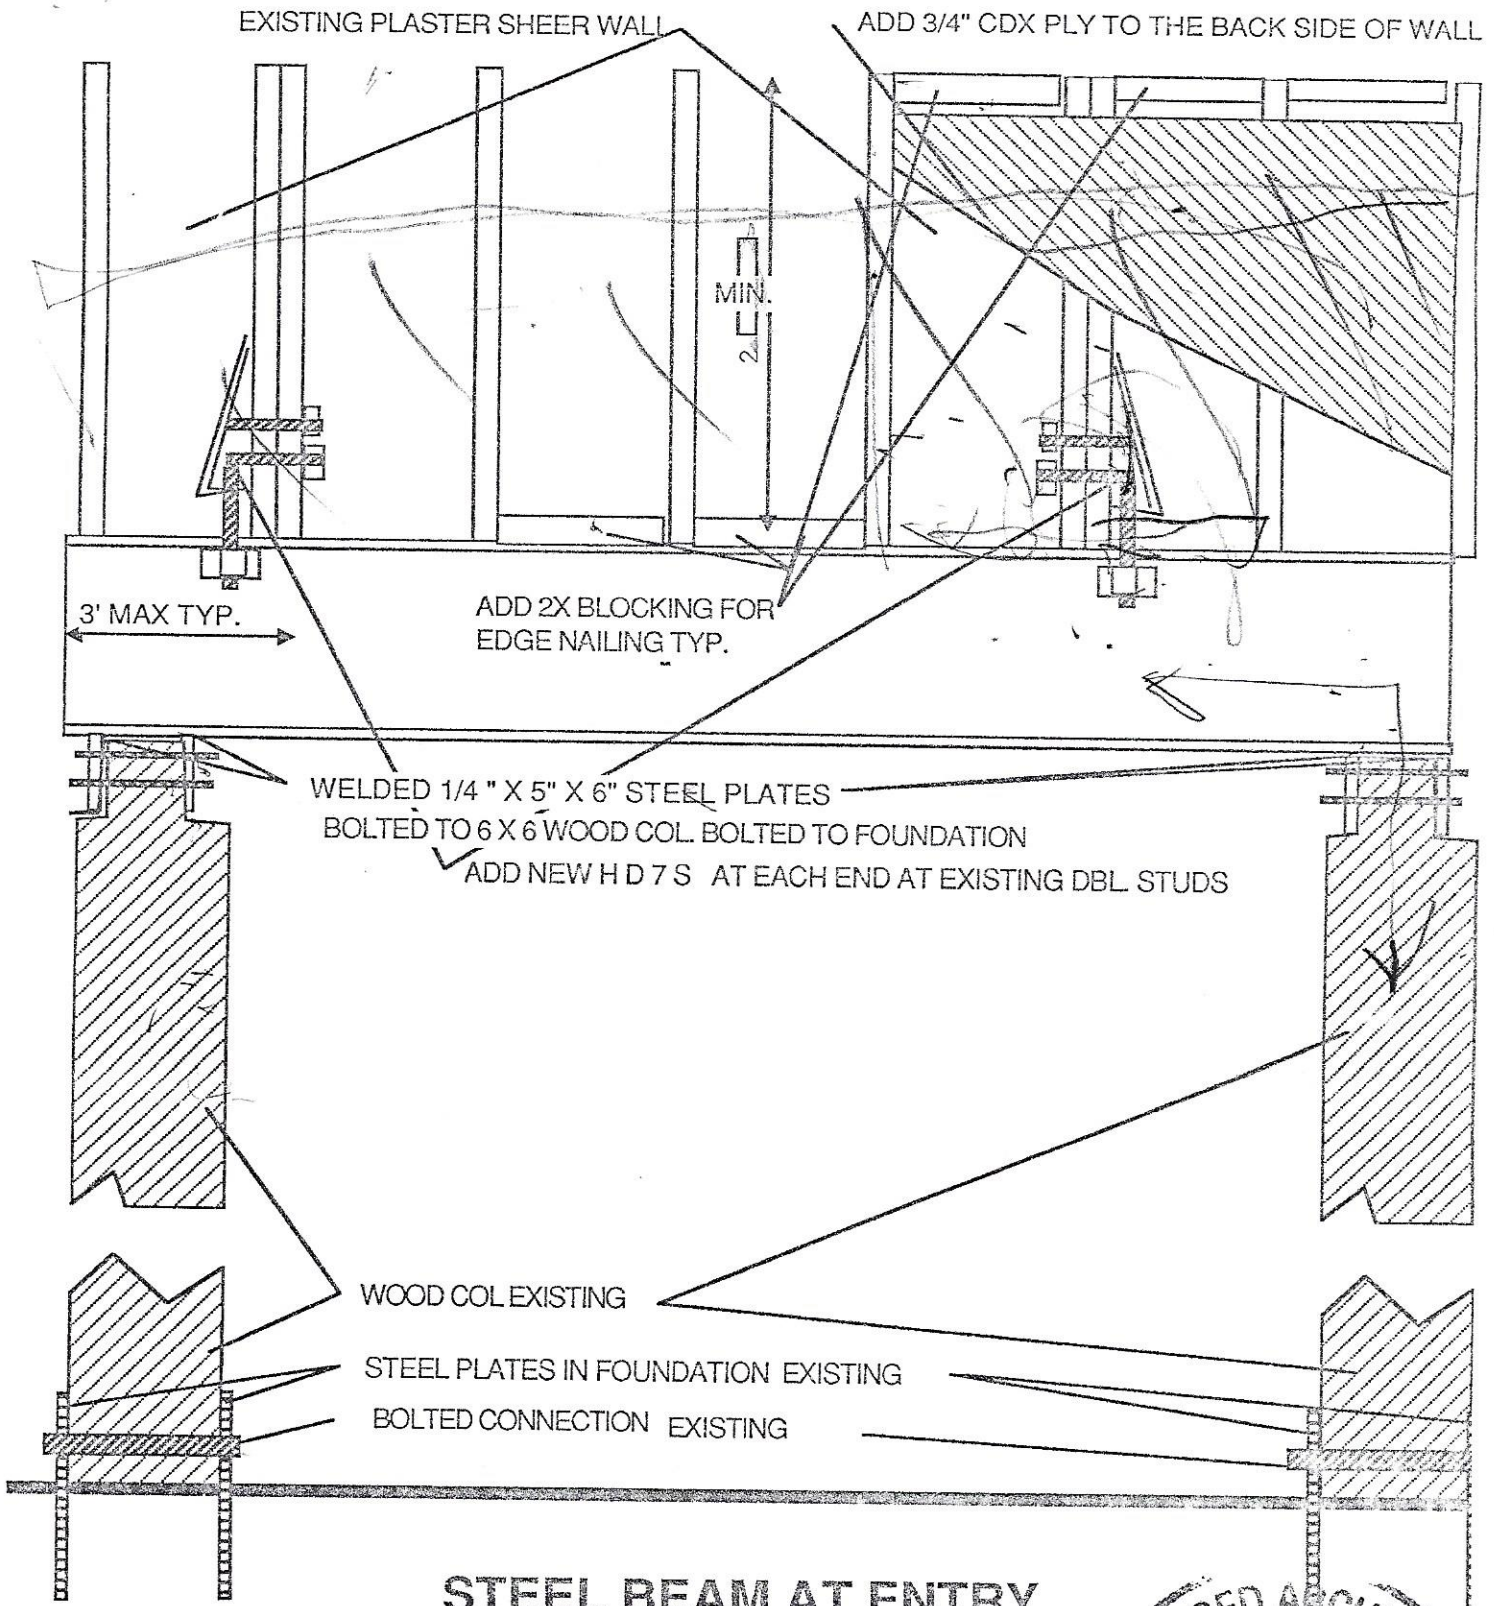 EXISTING PLASTER SHEER WALL
ADD 3/4" CDX PLY TO THE BACK SIDE OF WALL
MIN.
2
3' MAX TYP.
ADD 2X BLOCKING FOR
EDGE NAILING TYP.
WELDED 1/4 " X 5" X 6" STEEL PLATES
BOLTED TO 6 X 6 WOOD COL. BOLTED TO FOUNDATION
ADD NEW H D 7 S AT EACH END AT EXISTING DBL. STUDS
WOOD COL EXISTING
STEEL PLATES IN FOUNDATION EXISTING
BOLTED CONNECTION EXISTING
STEEL BEAM AT ENTRY